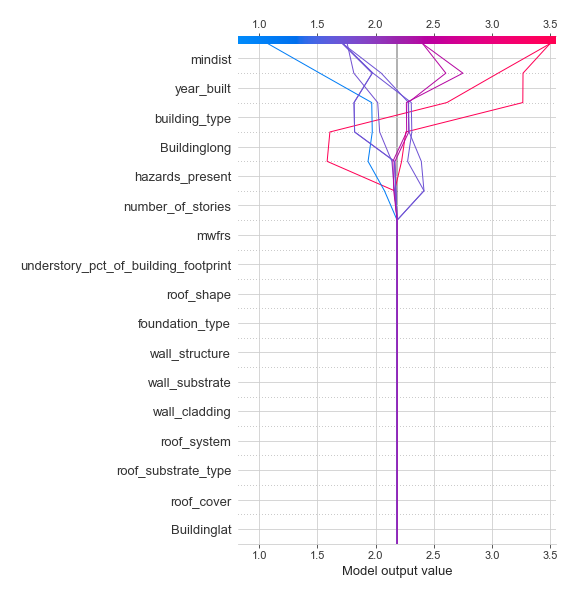 1.0 1.5 2.0 2.5 3.0 3.5
mindist
year_built
building_type
Buildinglong
hazards_present
number_of_stories
mwfrs
understory_pct_of_building_footprint
roof_shape
foundation_type
wall_structure
wall_substrate
wall_cladding
roof_system
roof_substrate_type
roof_cover
Buildinglat
1.0 1.5 2.0 2.5 3.0 3.5
Model output value